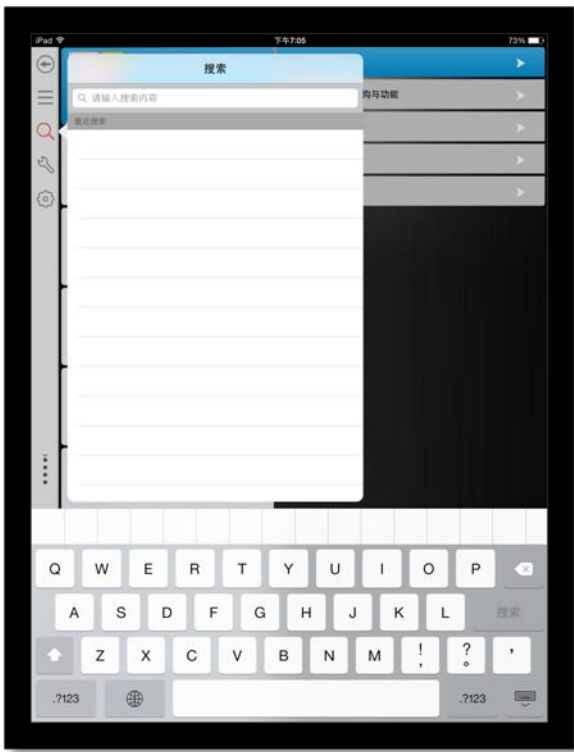 iPad 下午7:05 73%
搜索
请输入搜索内容
构与功能
最近搜索
Q W E R T Y U I O P
A S D F G H J K L 搜索
Z X C V B N M ! , ? 。 '
.?123 .?123